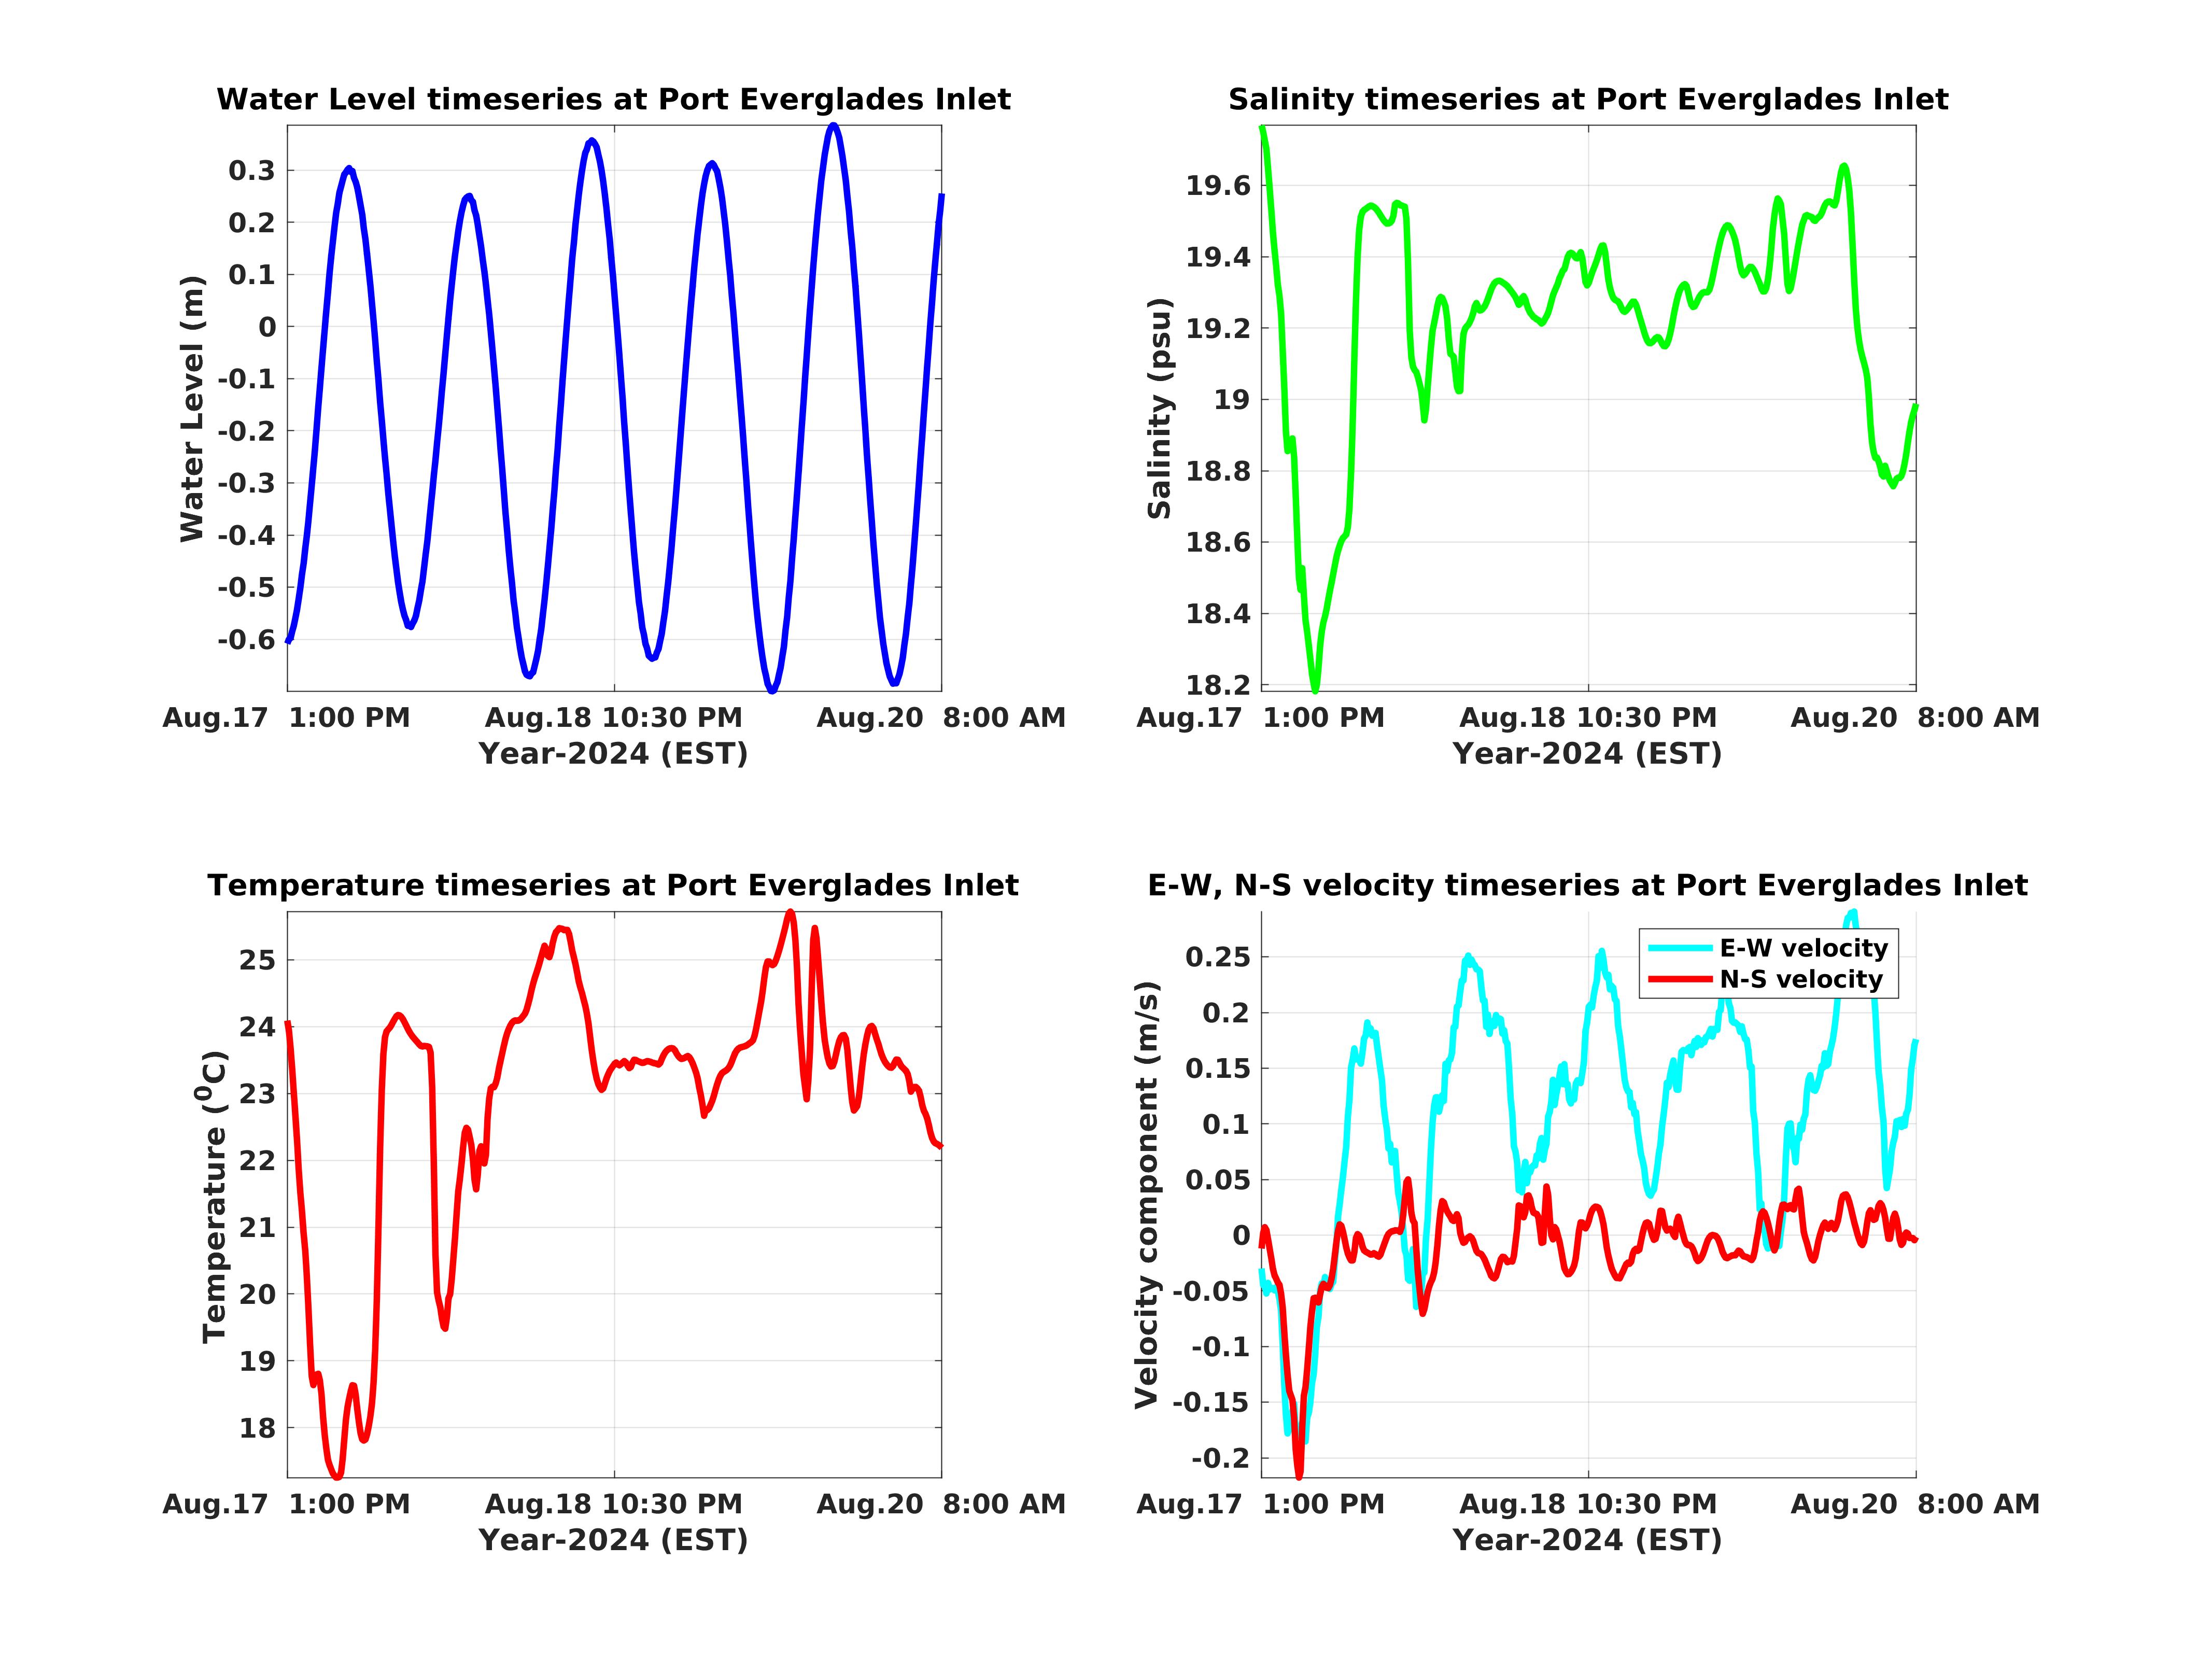 Water Level timeseries at Port Everglades Inlet
Water Level (m)
0.3
0.2
0.1
0
-0.1
-0.2
-0.3
-0.4
-0.5
-0.6
Aug.17 1:00 PM Aug.18 10:30 PM Aug.20 8:00 AM
Year-2024 (EST)
Salinity timeseries at Port Everglades Inlet
Salinity (psu)
19.6
19.4
19.2
19
18.8
18.6
18.4
18.2
Aug.17 1:00 PM Aug.18 10:30 PM Aug.20 8:00 AM
Year-2024 (EST)
Temperature timeseries at Port Everglades Inlet
Temperature (⁰C)
25
24
23
22
21
20
19
18
Aug.17 1:00 PM Aug.18 10:30 PM Aug.20 8:00 AM
Year-2024 (EST)
E-W, N-S velocity timeseries at Port Everglades Inlet
Velocity component (m/s)
0.25
0.2
0.15
0.1
0.05
0
-0.05
-0.1
-0.15
-0.2
E-W velocity
N-S velocity
Aug.17 1:00 PM Aug.18 10:30 PM Aug.20 8:00 AM
Year-2024 (EST)